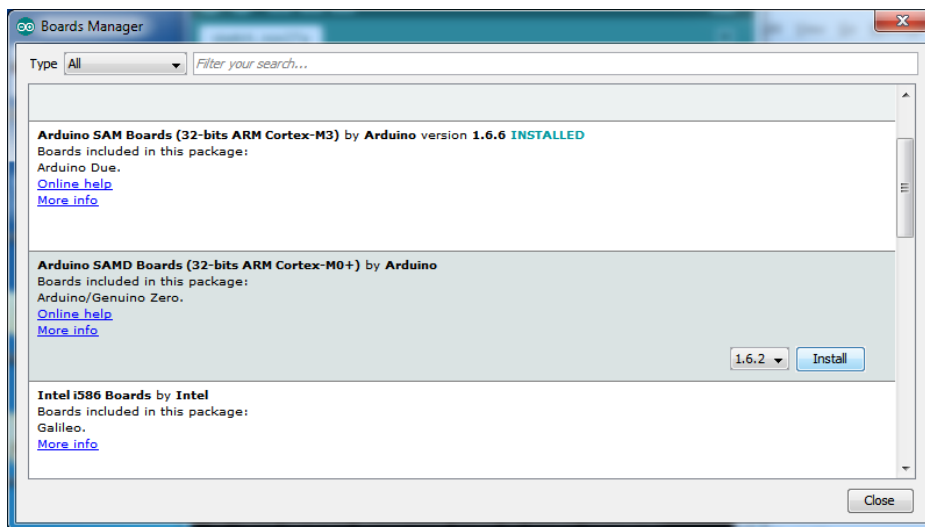 Boards Manager
Type All Filter your search...
Arduino SAM Boards (32-bits ARM Cortex-M3) by Arduino version 1.6.6 INSTALLED
Boards included in this package:
Arduino Due.
Online help
More info
Arduino SAMD Boards (32-bits ARM Cortex-M0+) by Arduino
Boards included in this package:
Arduino/Genuino Zero.
Online help
More info
1.6.2 Install
Intel i586 Boards by Intel
Boards included in this package:
Galileo.
More info
Close